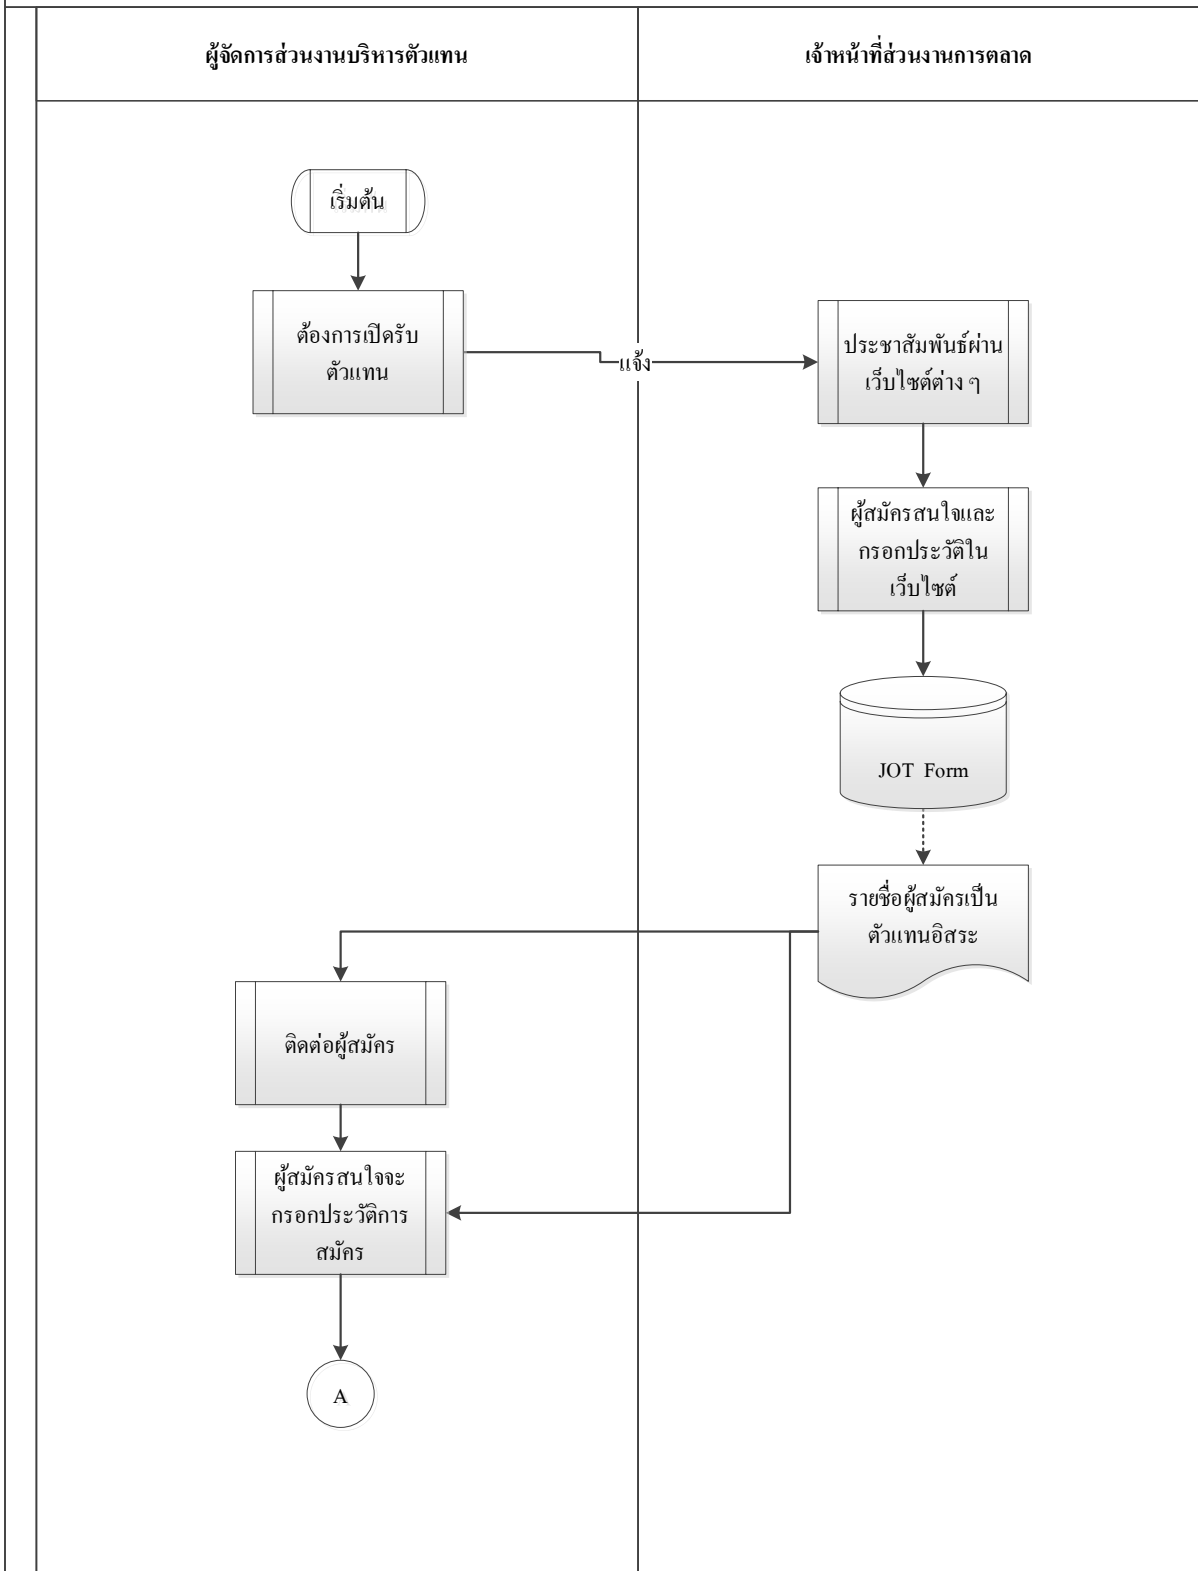 ผู้จัดการส่วนงานบริหารตัวแทน
เจ้าหน้าที่ส่วนงานการตลาด
เริ่มต้น
ต้องการเปิดรับ
ตัวแทน
แจ้ง
ประชาสัมพันธ์ผ่าน
เว็บไซต์ต่าง ๆ
ผู้สมัครสนใจและ
กรอกประวัติใน
เว็บไซต์
JOT Form
รายชื่อผู้สมัครเป็น
ตัวแทนอิสระ
ติดต่อผู้สมัคร
ผู้สมัครสนใจจะ
กรอกประวัติการ
สมัคร
A